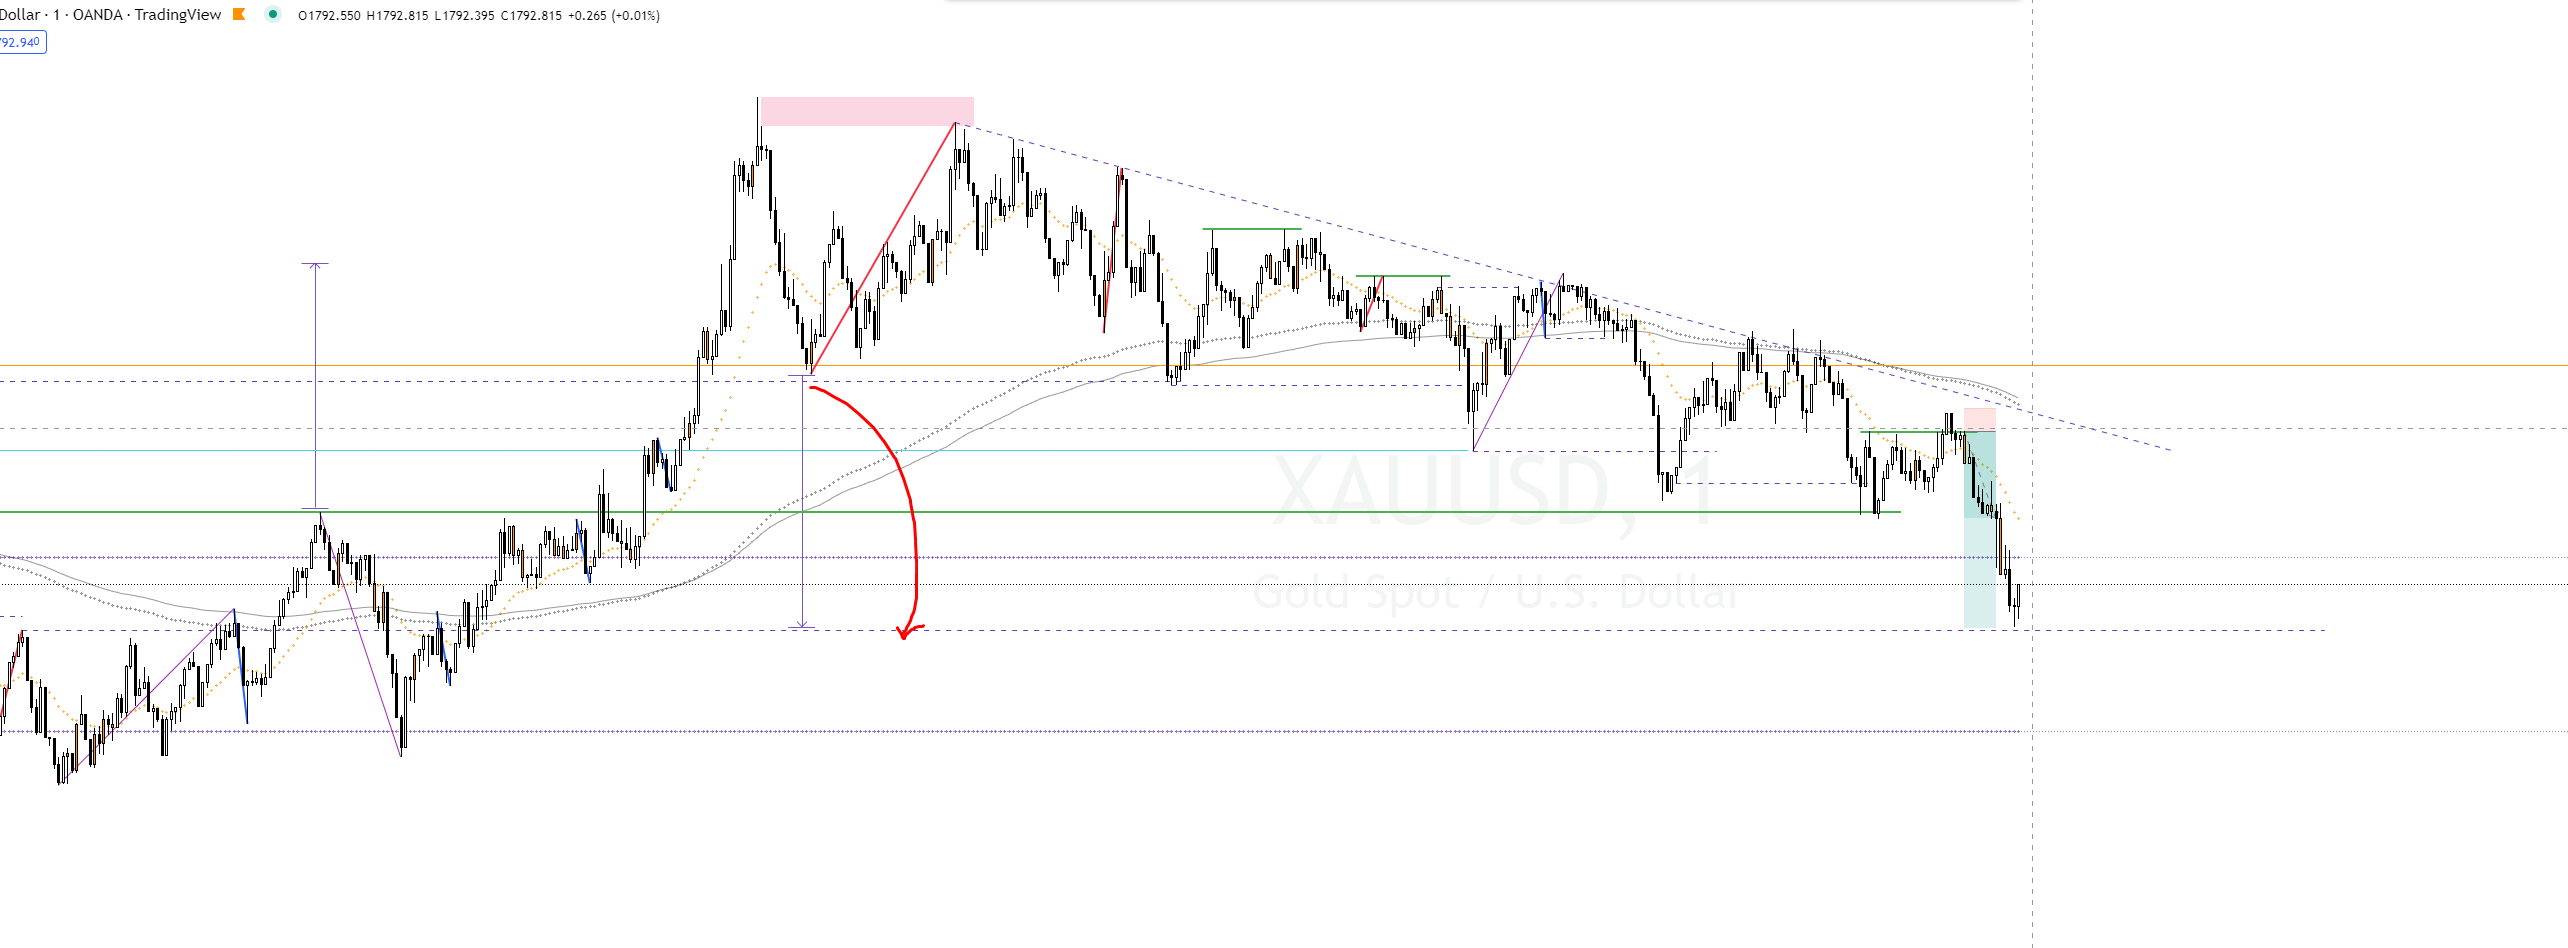 Dollar · 1 · OANDA · TradingView O1792.550 H1792.815 L1792.395 C1792.815 +0.265 (+0.01%)
792.940
XAUUSD, 1
Gold Spot / U.S. Dollar